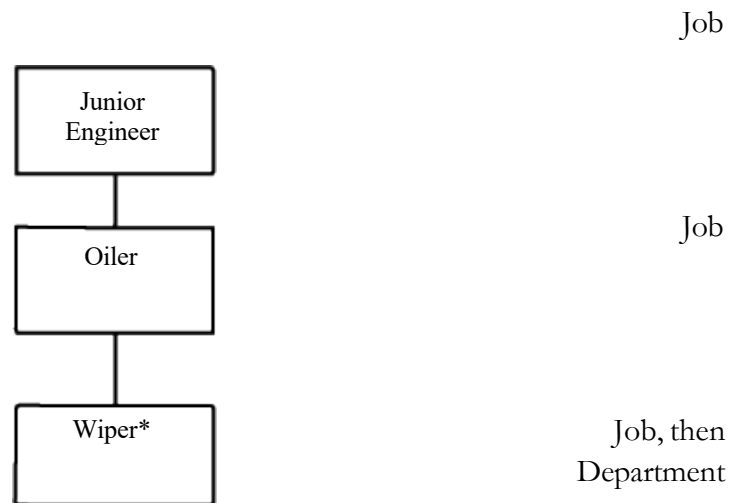 Job
Junior
Engineer
Job
Oiler
Wiper*
Job, then
Department